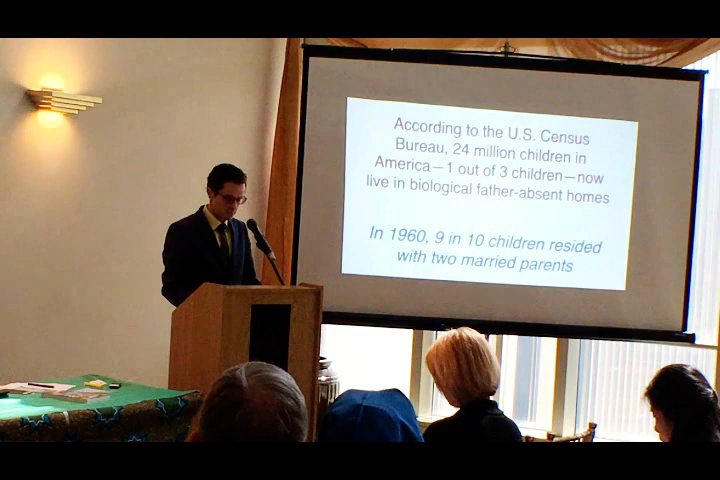 According to the U.S. Census
Bureau, 24 million children in
America—1 out of 3 children—now
live in biological father-absent homes
In 1960, 9 in 10 children resided
with two married parents